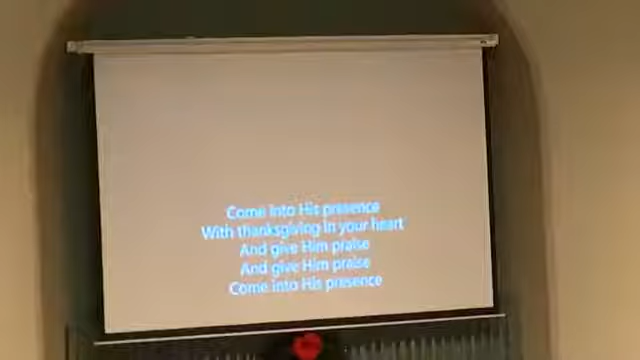 Come into His presence
With thanksgiving in your heart
And give Him praise
And give Him praise
Come into His presence